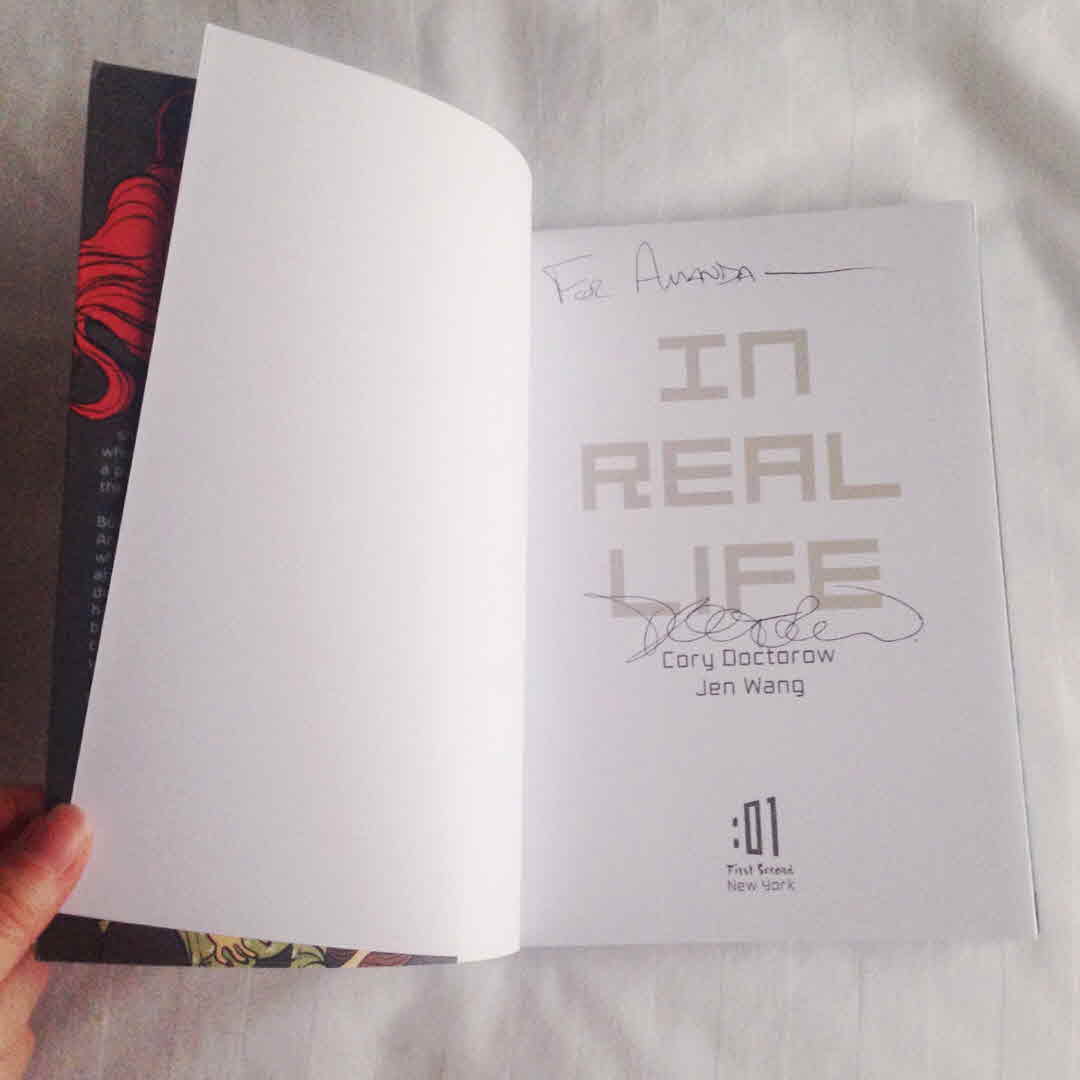 For AMANDA
IN
REAL
LIFE
Cory Doctorow
Jen Wang
:01
First Second
New York